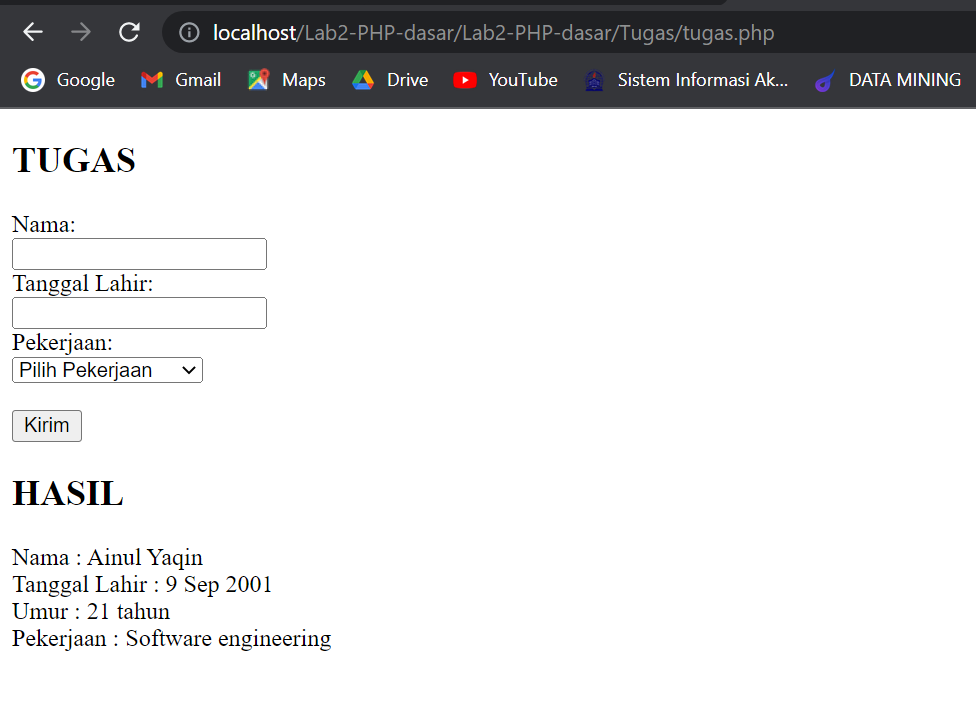 localhost/Lab2-PHP-dasar/Lab2-PHP-dasar/Tugas/tugas.php
Google Gmail Maps Drive YouTube Sistem Informasi Ak... DATA MINING
TUGAS
Nama:
Tanggal Lahir:
Pekerjaan:
Pilih Pekerjaan
Kirim
HASIL
Nama : Ainul Yaqin
Tanggal Lahir : 9 Sep 2001
Umur : 21 tahun
Pekerjaan : Software engineering